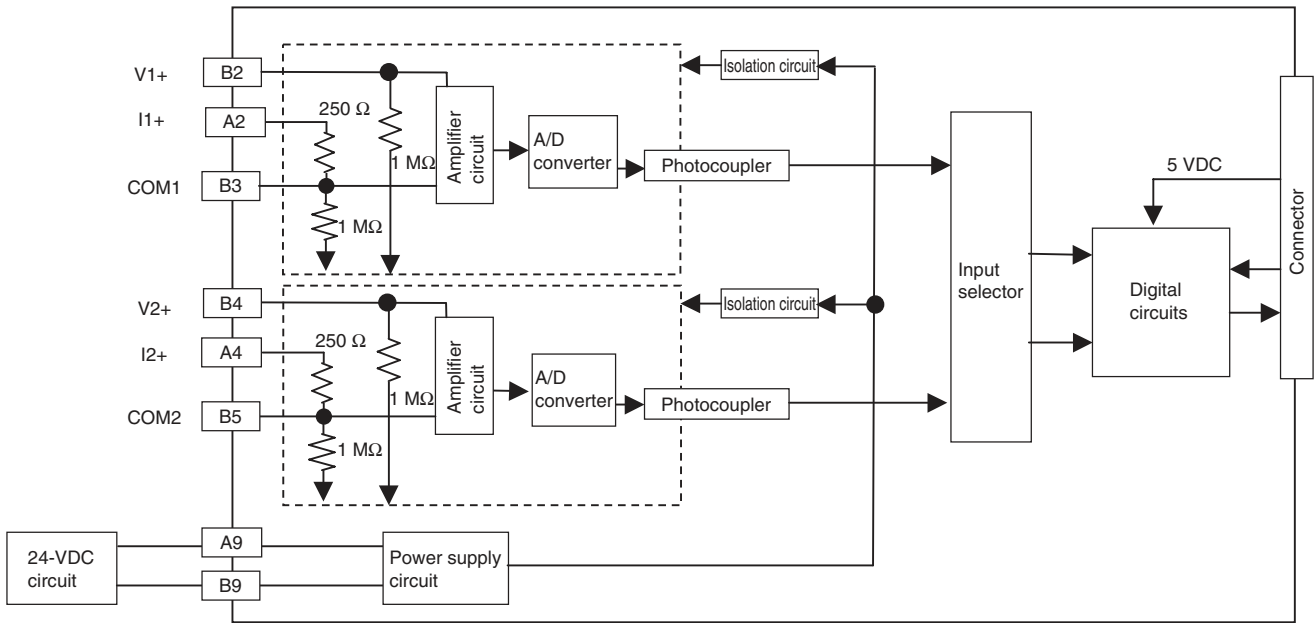 V1+
B2
Isolation circuit
I1+
A2
250 Ω
1 MΩ
Amplifier
circuit
A/D
converter
Photocoupler
COM1
B3
1 MΩ
5 VDC
Connector
V2+
B4
Isolation circuit
Input
selector
Digital
circuits
I2+
A4
250 Ω
1 MΩ
Amplifier
circuit
A/D
converter
Photocoupler
COM2
B5
1 MΩ
24-VDC
circuit
A9
B9
Power supply
circuit